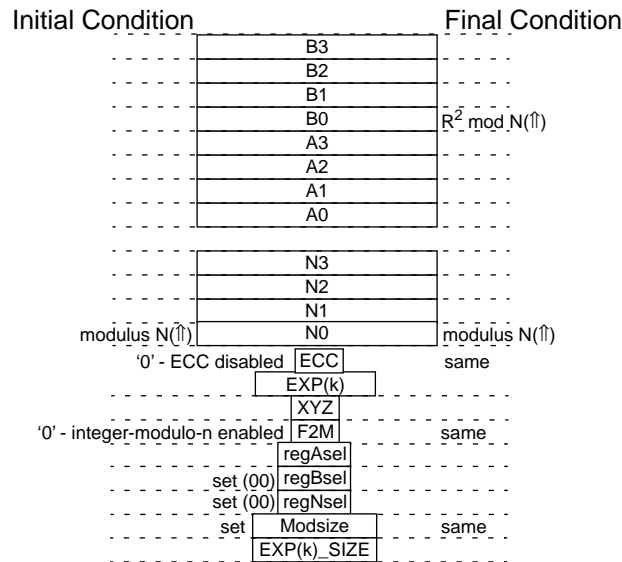 Initial Condition Final Condition
B3
B2
B1
B0 R² mod N(⇑)
A3
A2
A1
A0
N3
N2
N1
modulus N(⇑) N0 modulus N(⇑)
‘0’ - ECC disabled ECC same
EXP(k)
XYZ
‘0’ - integer-modulo-n enabled F2M same
regAsel
set (00) regBsel
set (00) regNsel
set Modsize same
EXP(k)_SIZE